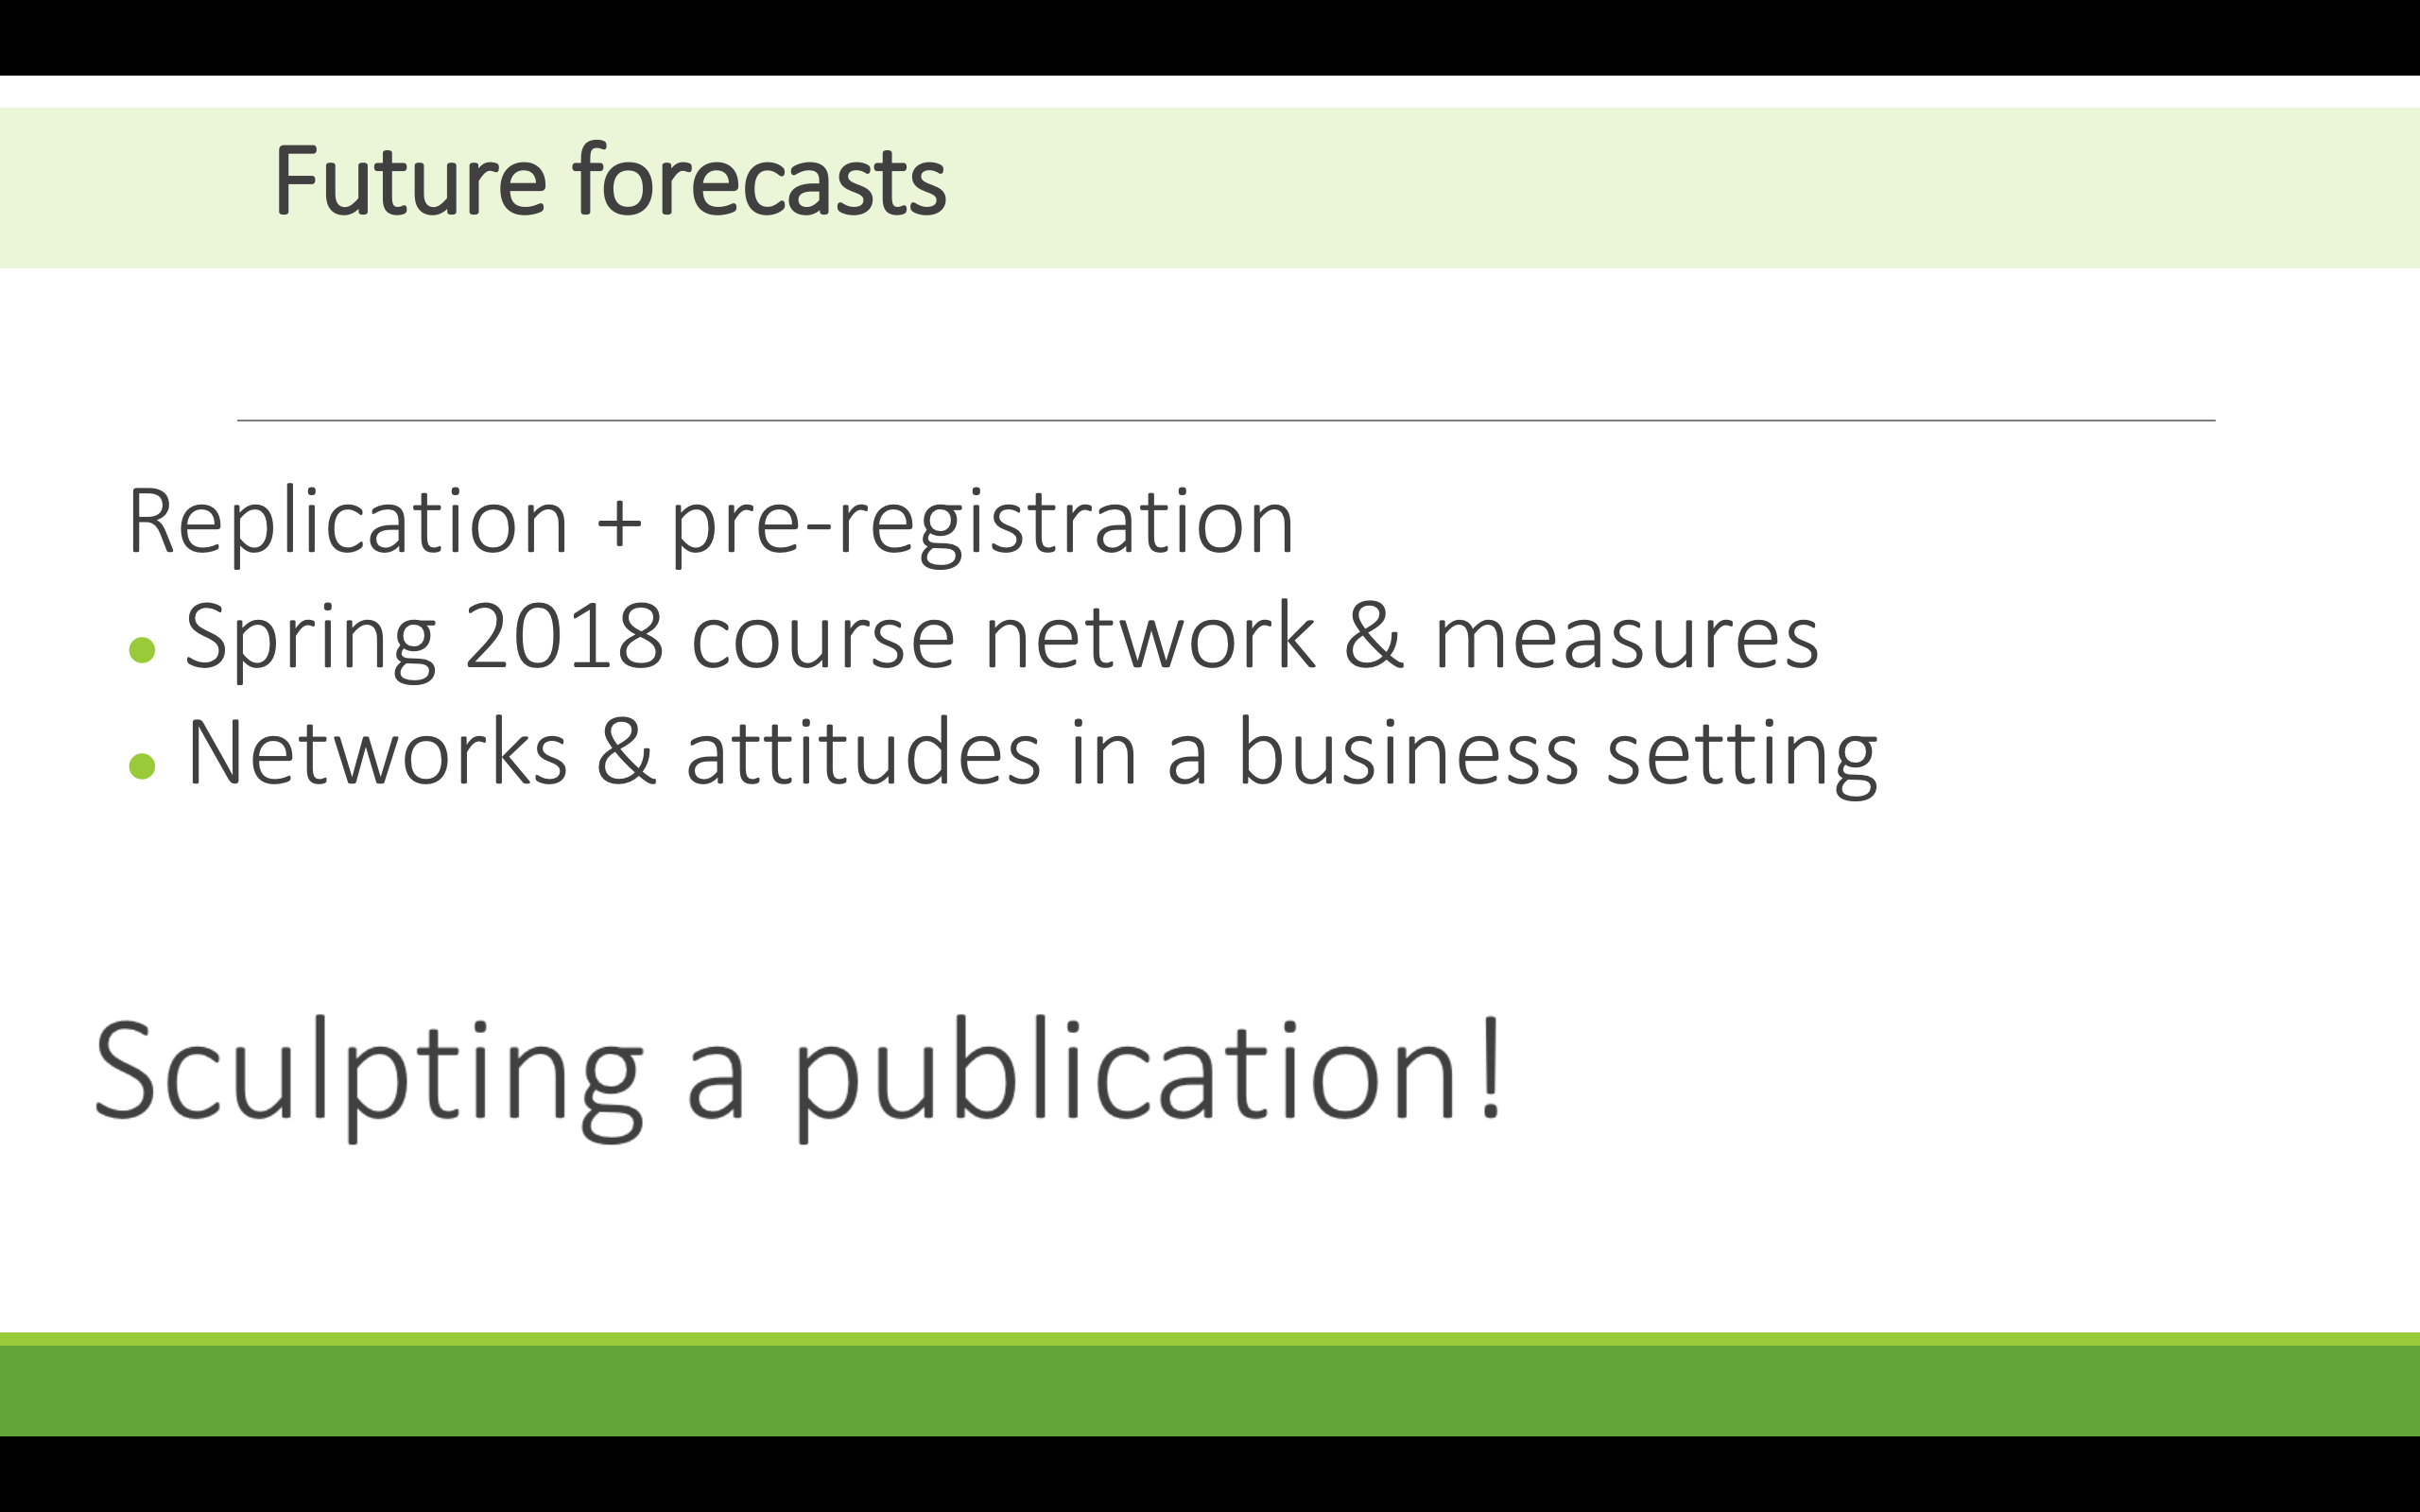 Future forecasts
Replication + pre-registration
• Spring 2018 course network & measures
• Networks & attitudes in a business setting
Sculpting a publication!